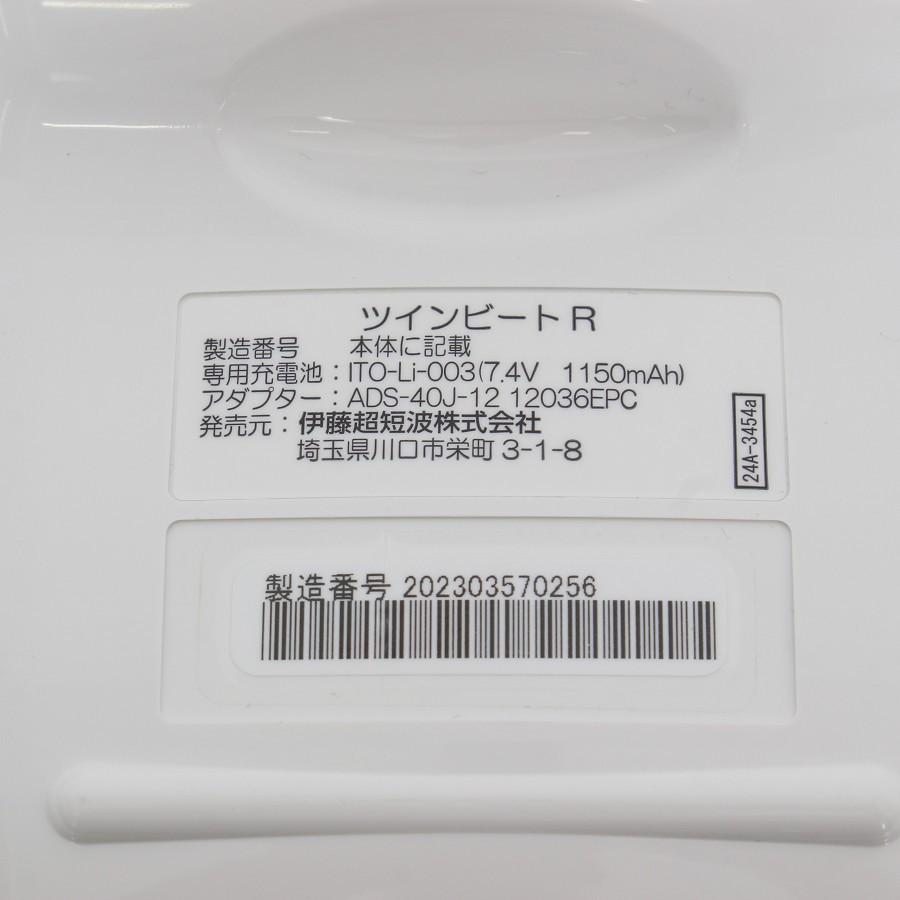 ツインビートR
製造番号 本体に記載
専用充電池：ITO-Li-003(7.4V 1150mAh)
アダプター：ADS-40J-12 12036EPC
発売元：伊藤超短波株式会社
埼玉県川口市栄町 3-1-8
24A-3454a
製造番号 202303570256